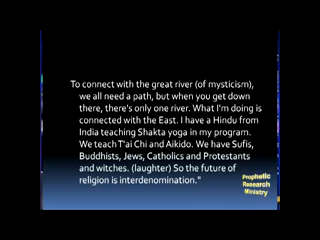 To connect with the great river (of mysticism),
we all need a path, but when you get down
there, there's only one river. What I'm doing is
connected with the East. I have a Hindu from
India teaching Shakta yoga in my program.
We teach T'ai Chi and Aikido. We have Sufis,
Buddhists, Jews, Catholics and Protestants
and witches. (laughter) So the future of
religion is interdenomination."
Prophetic
Research
Ministry